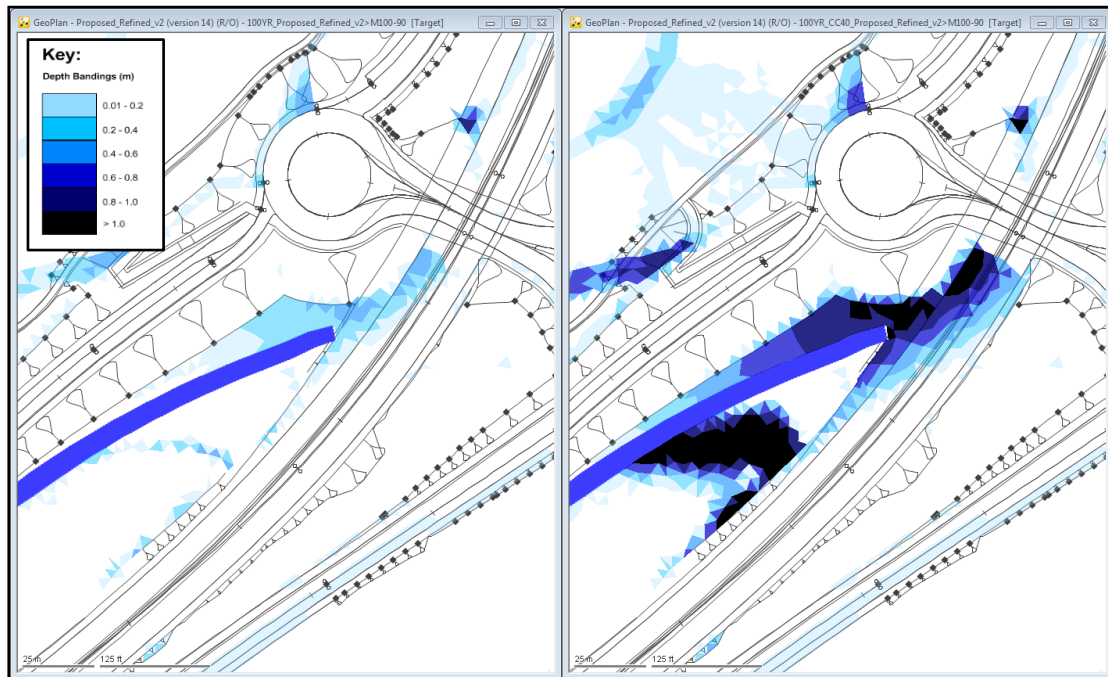 GeoPlan - Proposed_Refined_v2 (version 14) (R/O) - 100YR_Proposed_Refined_v2>M100-90 [Target]
Key:
Depth Bandings (m)
0.01 - 0.2
0.2 - 0.4
0.4 - 0.6
0.6 - 0.8
0.8 - 1.0
> 1.0
25 m
125 ft
GeoPlan - Proposed_Refined_v2 (version 14) (R/O) - 100YR_CC40_Proposed_Refined_v2>M100-90 [Target]
25 m
125 ft